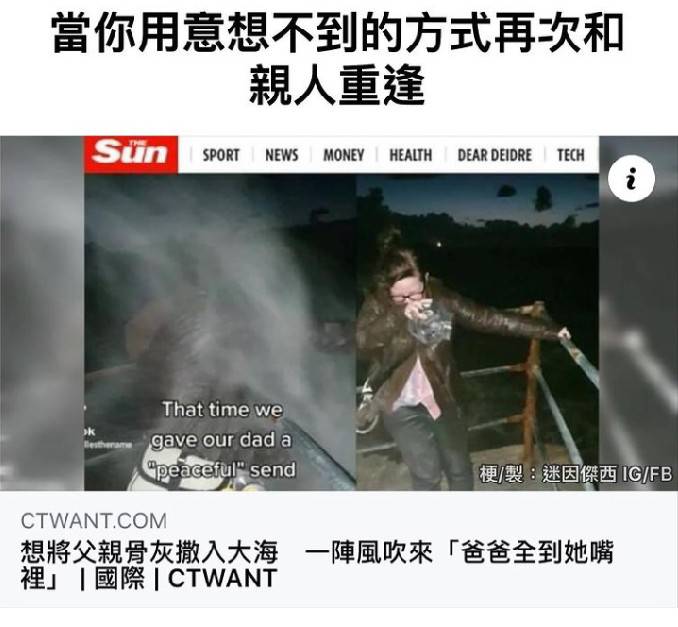 當你用意想不到的方式再次和
親人重逢
THE
Sun
SPORT NEWS MONEY HEALTH DEAR DEIDRE TECH
i
That time we
gave our dad a
"peaceful" send
ok
llesthername
梗/製：迷因傑西 IG/FB
CTWANT.COM
想將父親骨灰撒入大海 一陣風吹來「爸爸全到她嘴
裡」 | 國際 | CTWANT